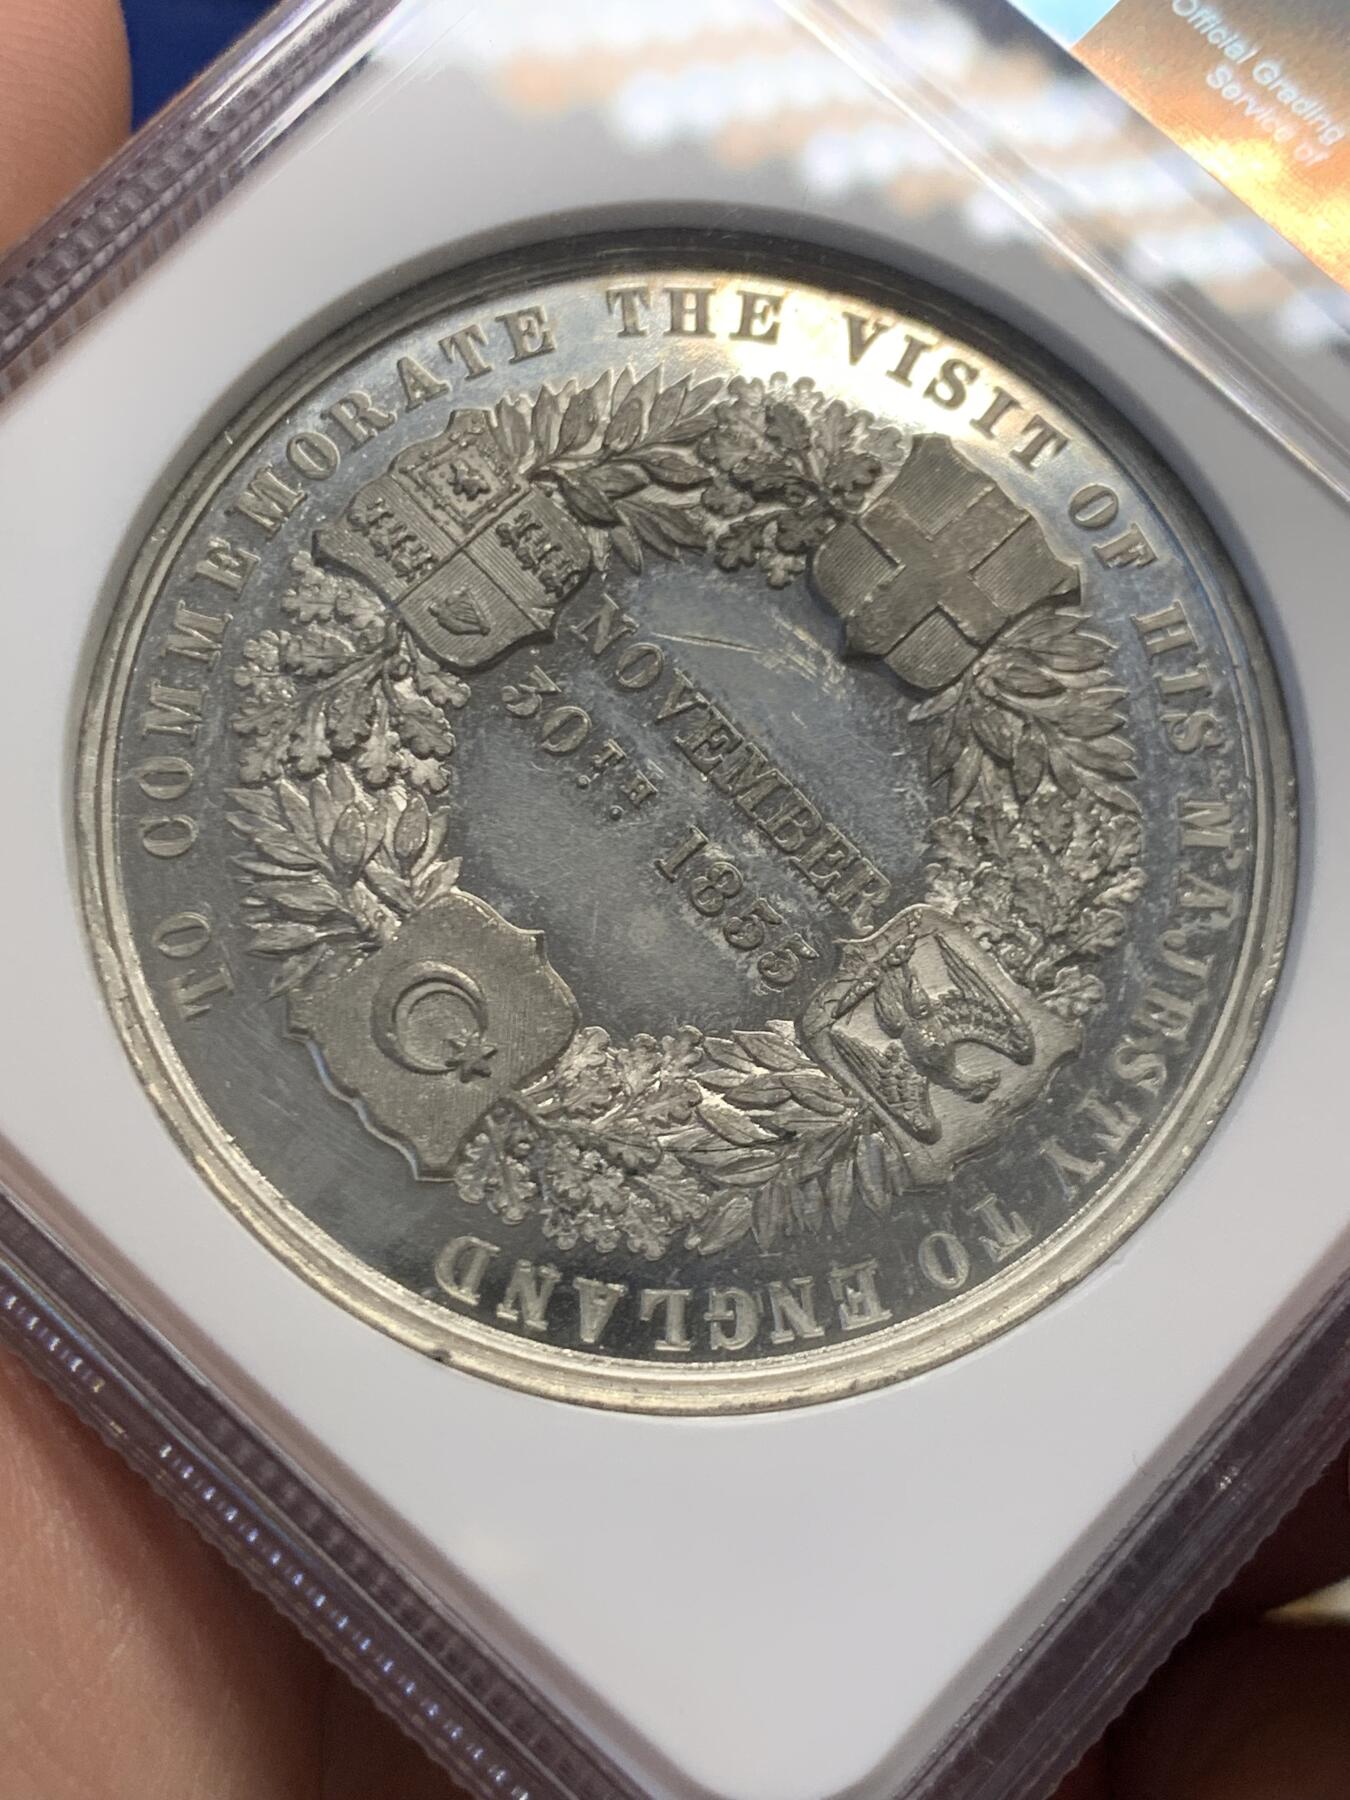 TO COMMEMORATE THE VISIT OF HIS MAJESTY TO ENGLAND
NOVEMBER
30TH. 1855
Official Grading
Service of